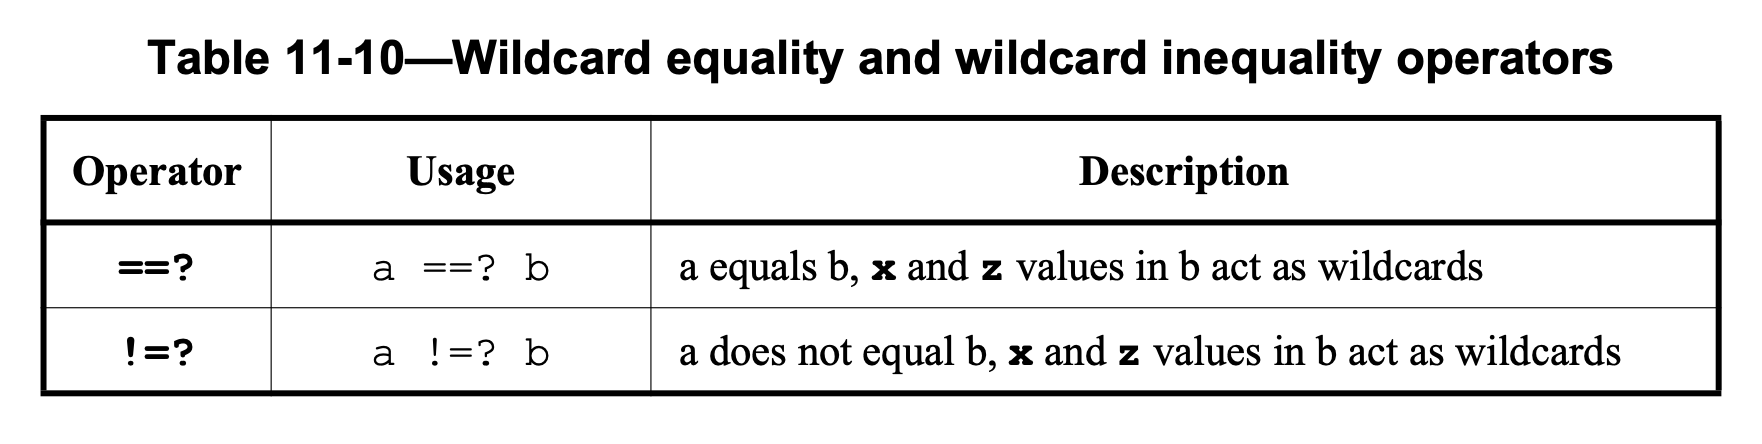 Table 11-10—Wildcard equality and wildcard inequality operators
Operator Usage Description
==? a ==? b a equals b, x and z values in b act as wildcards
!=? a !=? b a does not equal b, x and z values in b act as wildcards